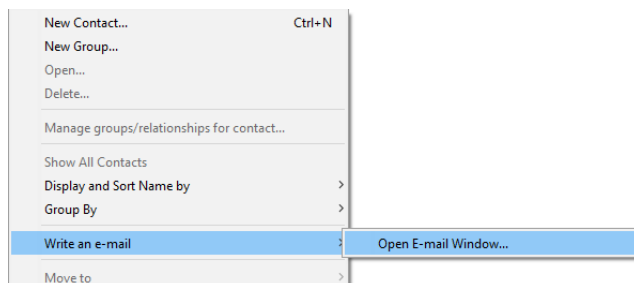 New Contact... Ctrl+N
New Group...
Open...
Delete...
Manage groups/relationships for contact...
Show All Contacts
Display and Sort Name by
Group By
Write an e-mail
Open E-mail Window...
Move to